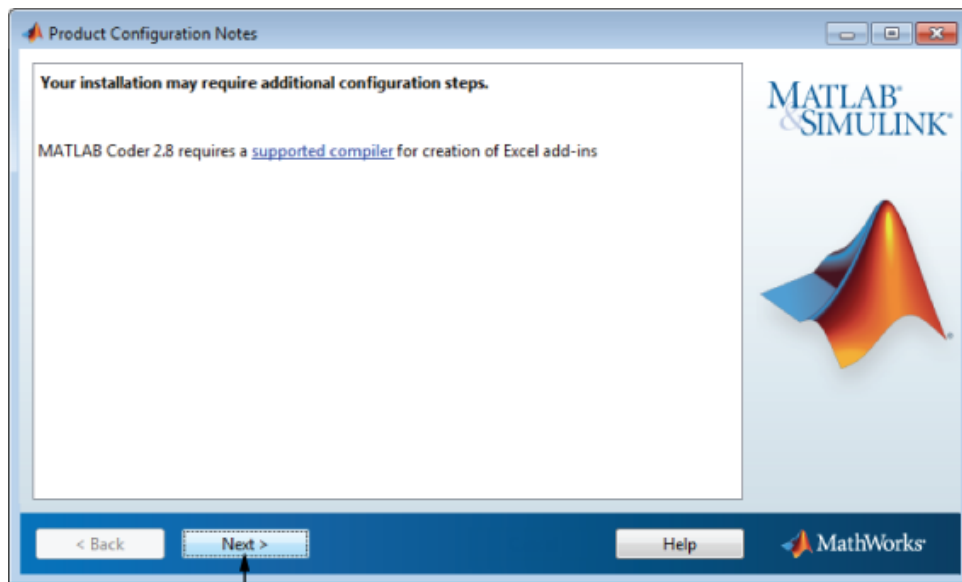 Product Configuration Notes
Your installation may require additional configuration steps.
MATLAB Coder 2.8 requires a supported compiler for creation of Excel add-ins
MATLAB®
&SIMULINK®
< Back
Next >
Help
MathWorks®